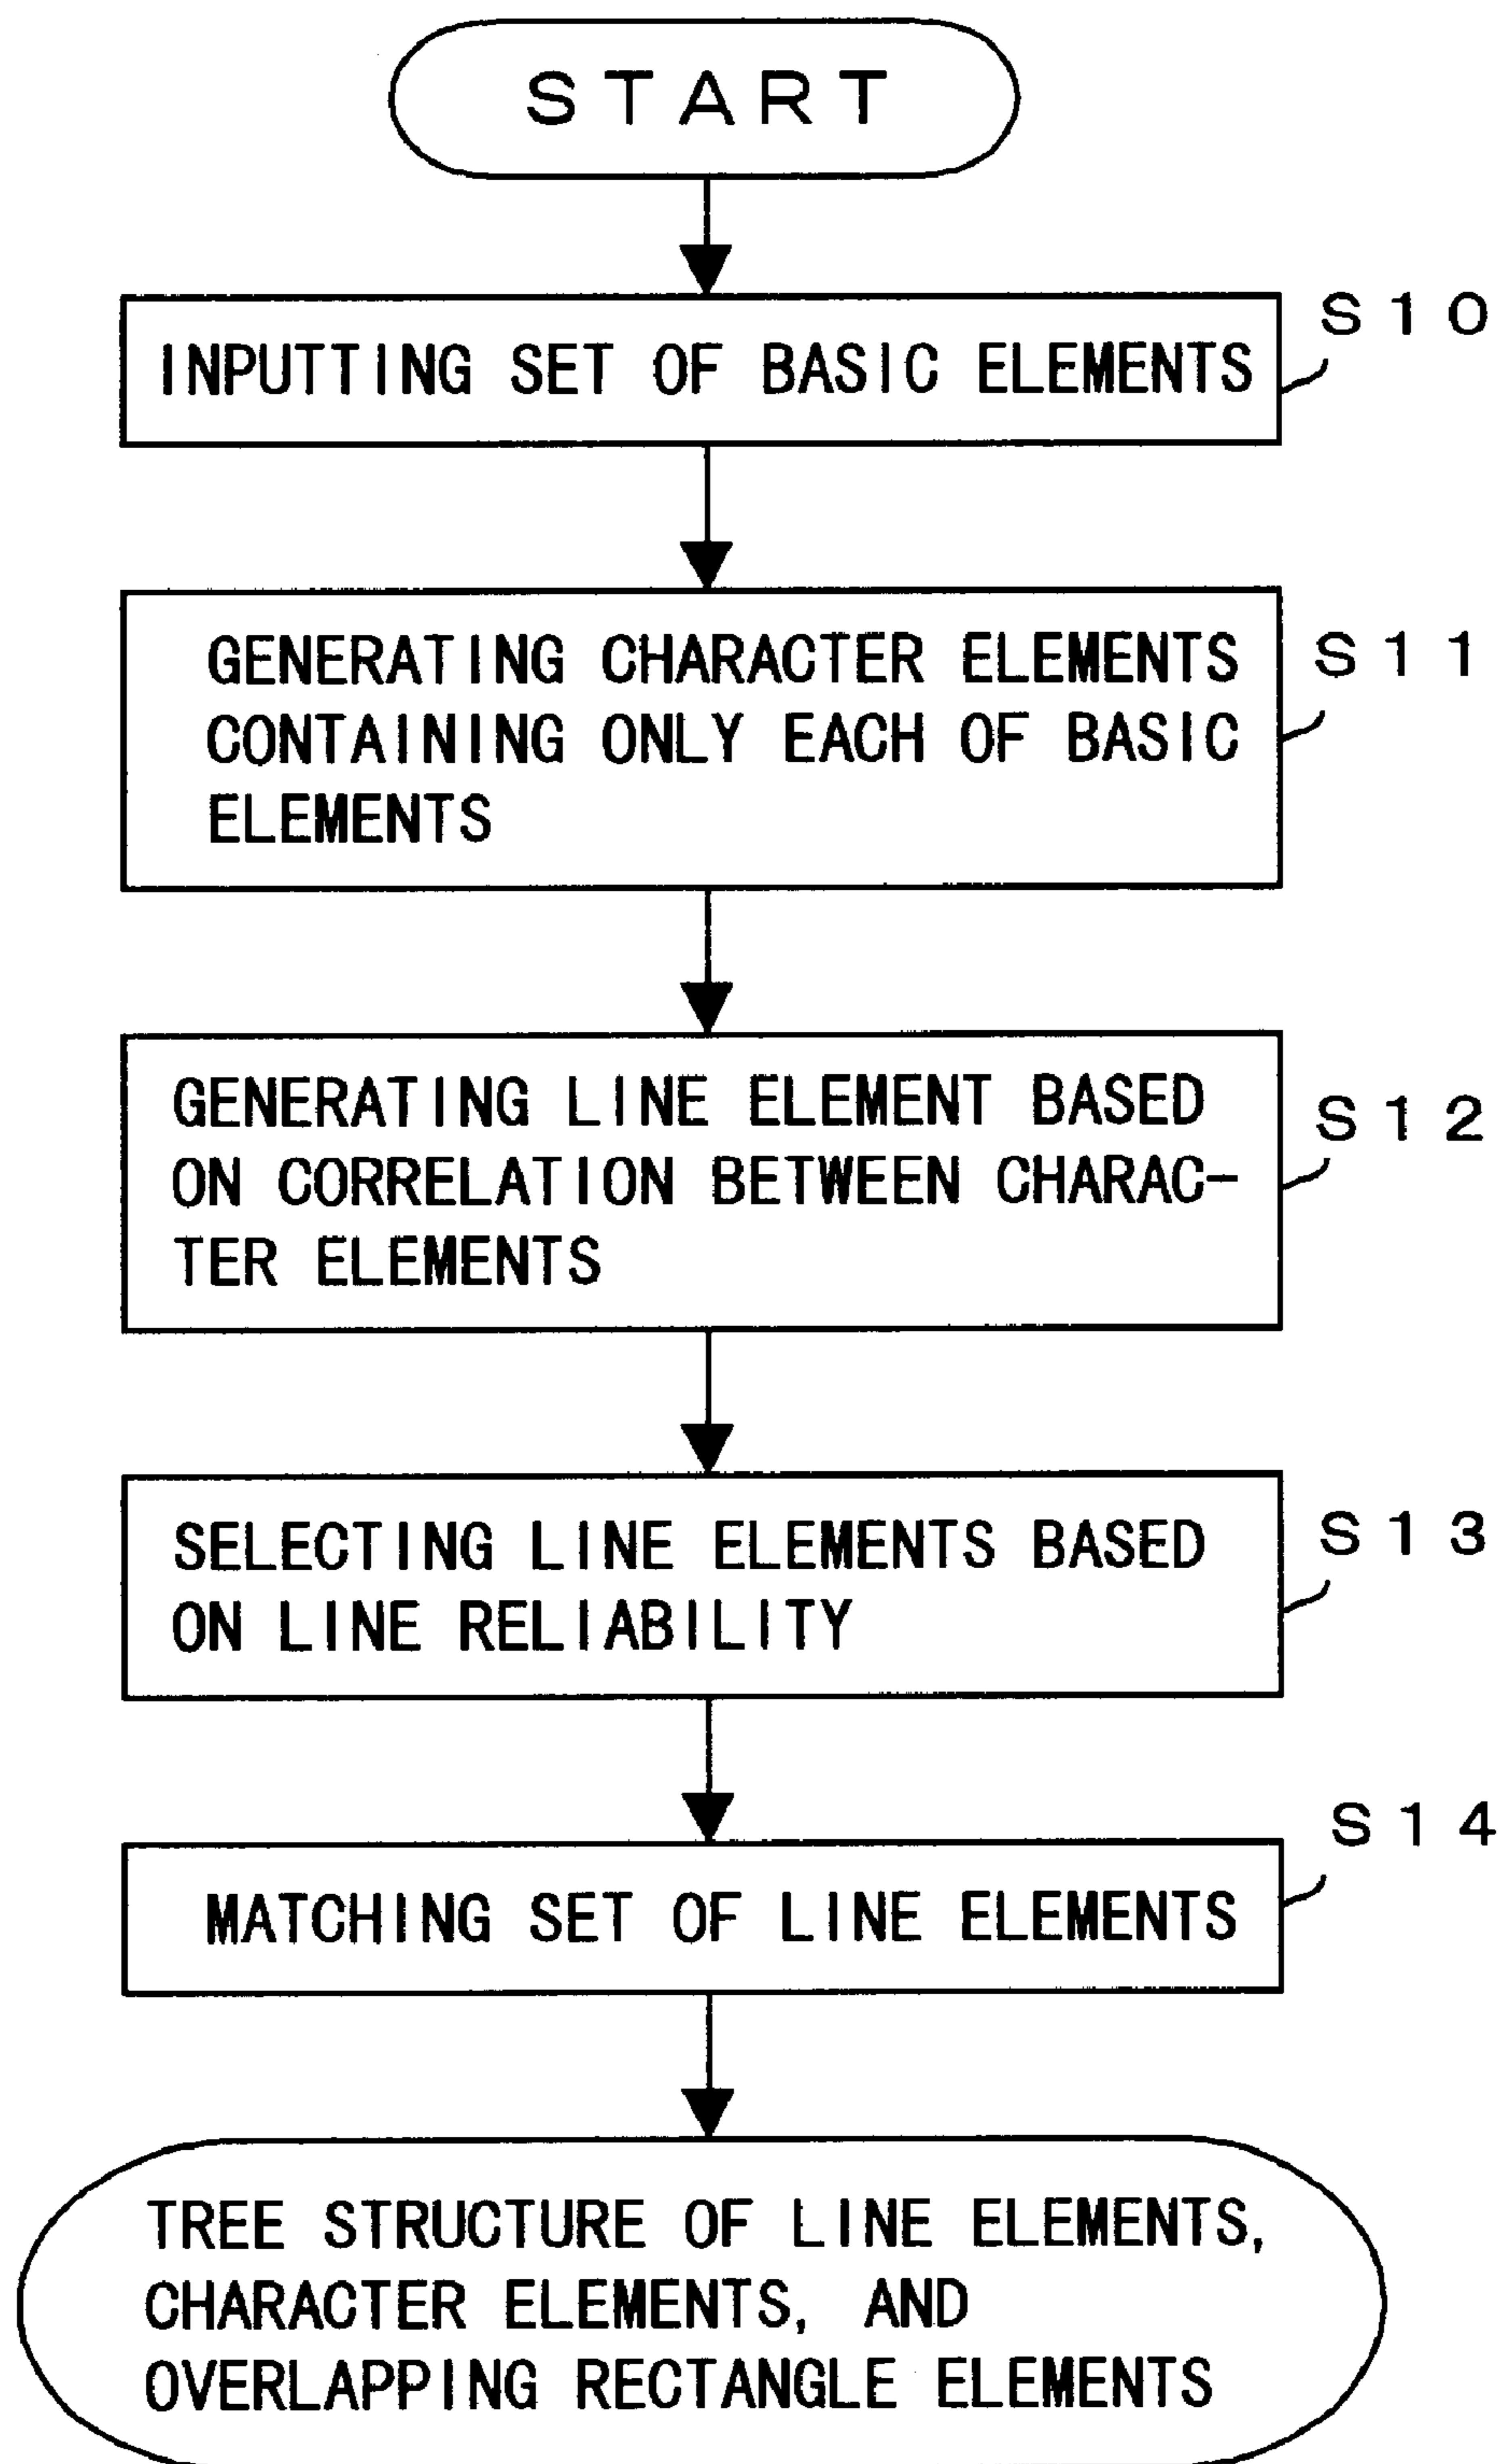 START
S10
INPUTTING SET OF BASIC ELEMENTS
S11
GENERATING CHARACTER ELEMENTS
CONTAINING ONLY EACH OF BASIC
ELEMENTS
S12
GENERATING LINE ELEMENT BASED
ON CORRELATION BETWEEN CHARAC-
TER ELEMENTS
S13
SELECTING LINE ELEMENTS BASED
ON LINE RELIABILITY
S14
MATCHING SET OF LINE ELEMENTS
TREE STRUCTURE OF LINE ELEMENTS,
CHARACTER ELEMENTS, AND
OVERLAPPING RECTANGLE ELEMENTS